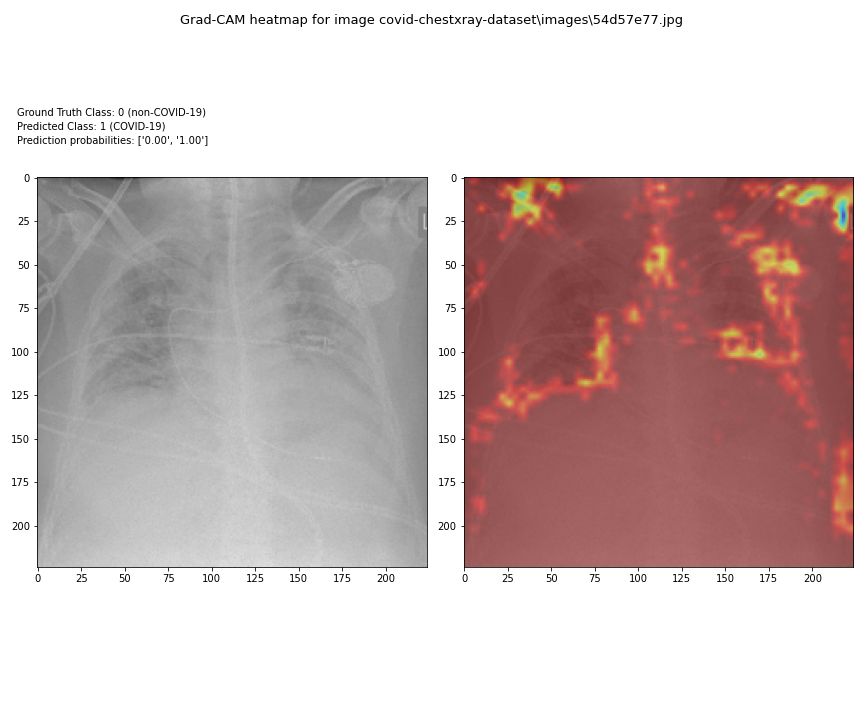 Grad-CAM heatmap for image covid-chestxray-dataset\images\54d57e77.jpg
Ground Truth Class: 0 (non-COVID-19)
Predicted Class: 1 (COVID-19)
Prediction probabilities: ['0.00', '1.00']
0
25
50
75
100
125
150
175
200
0 25 50 75 100 125 150 175 200
L
0
25
50
75
100
125
150
175
200
0 25 50 75 100 125 150 175 200